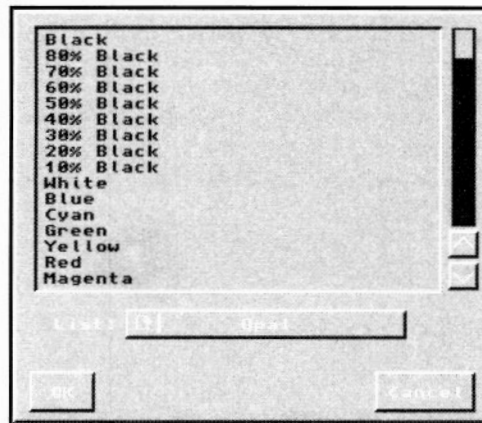 Black
80% Black
70% Black
60% Black
50% Black
40% Black
30% Black
20% Black
10% Black
White
Blue
Cyan
Green
Yellow
Red
Magenta
List: Opal
OK Cancel